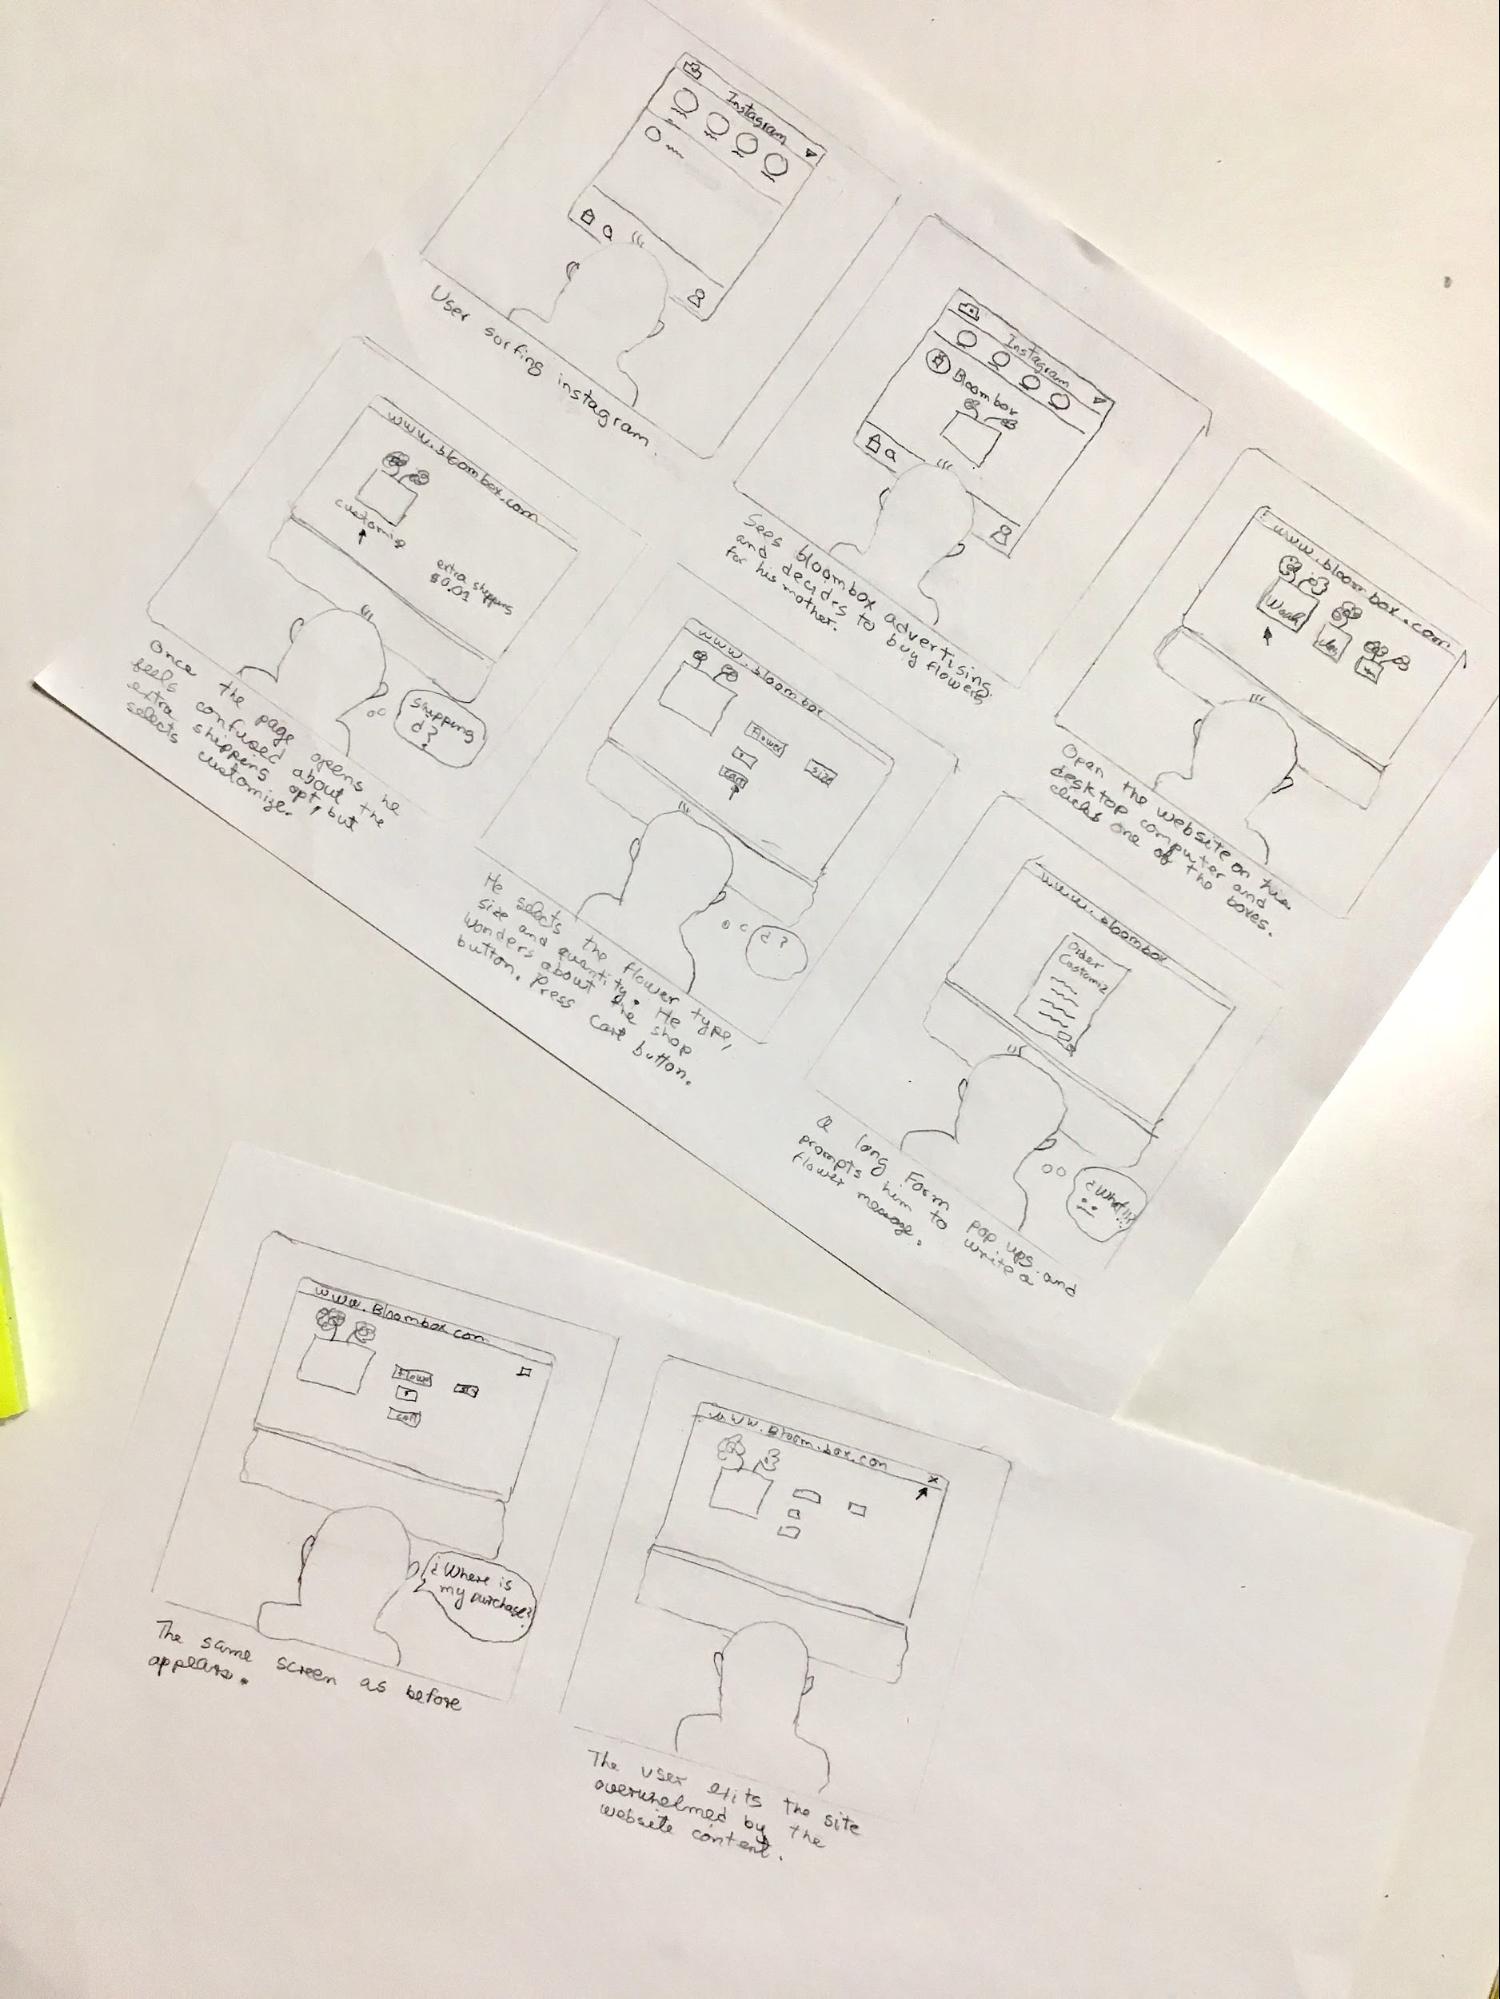 Instagram
User sorfing instagram.
Instagram
Bloombox
Sees bloombox advertising
and decides to buy flowers
for his mother.
www.bloombox.com
Open the website on his
desktop computer and
clicks one of the boxes.
www.bloombox.com
customiz
extra shippings
$0.01
shipping
¿?
Once the page opens he
feels confused about the
extra shippings opt, but
selects customize.
www.bloombox
flower
size
cart
¿?
He selects the flower type,
size and quantity. He
wonders about the shop
button. Press cart button.
www.bloombox
Order
Customiz
¿What!!?
a long Form pop ups. and
prompts him to write a
flower message.
www.Bloombox.com
flower
cart
¿Where is
my purchase?
The same screen as before
appears.
www.Bloom.box.com
x
The user exits the site
overwhelmed by the
website content.